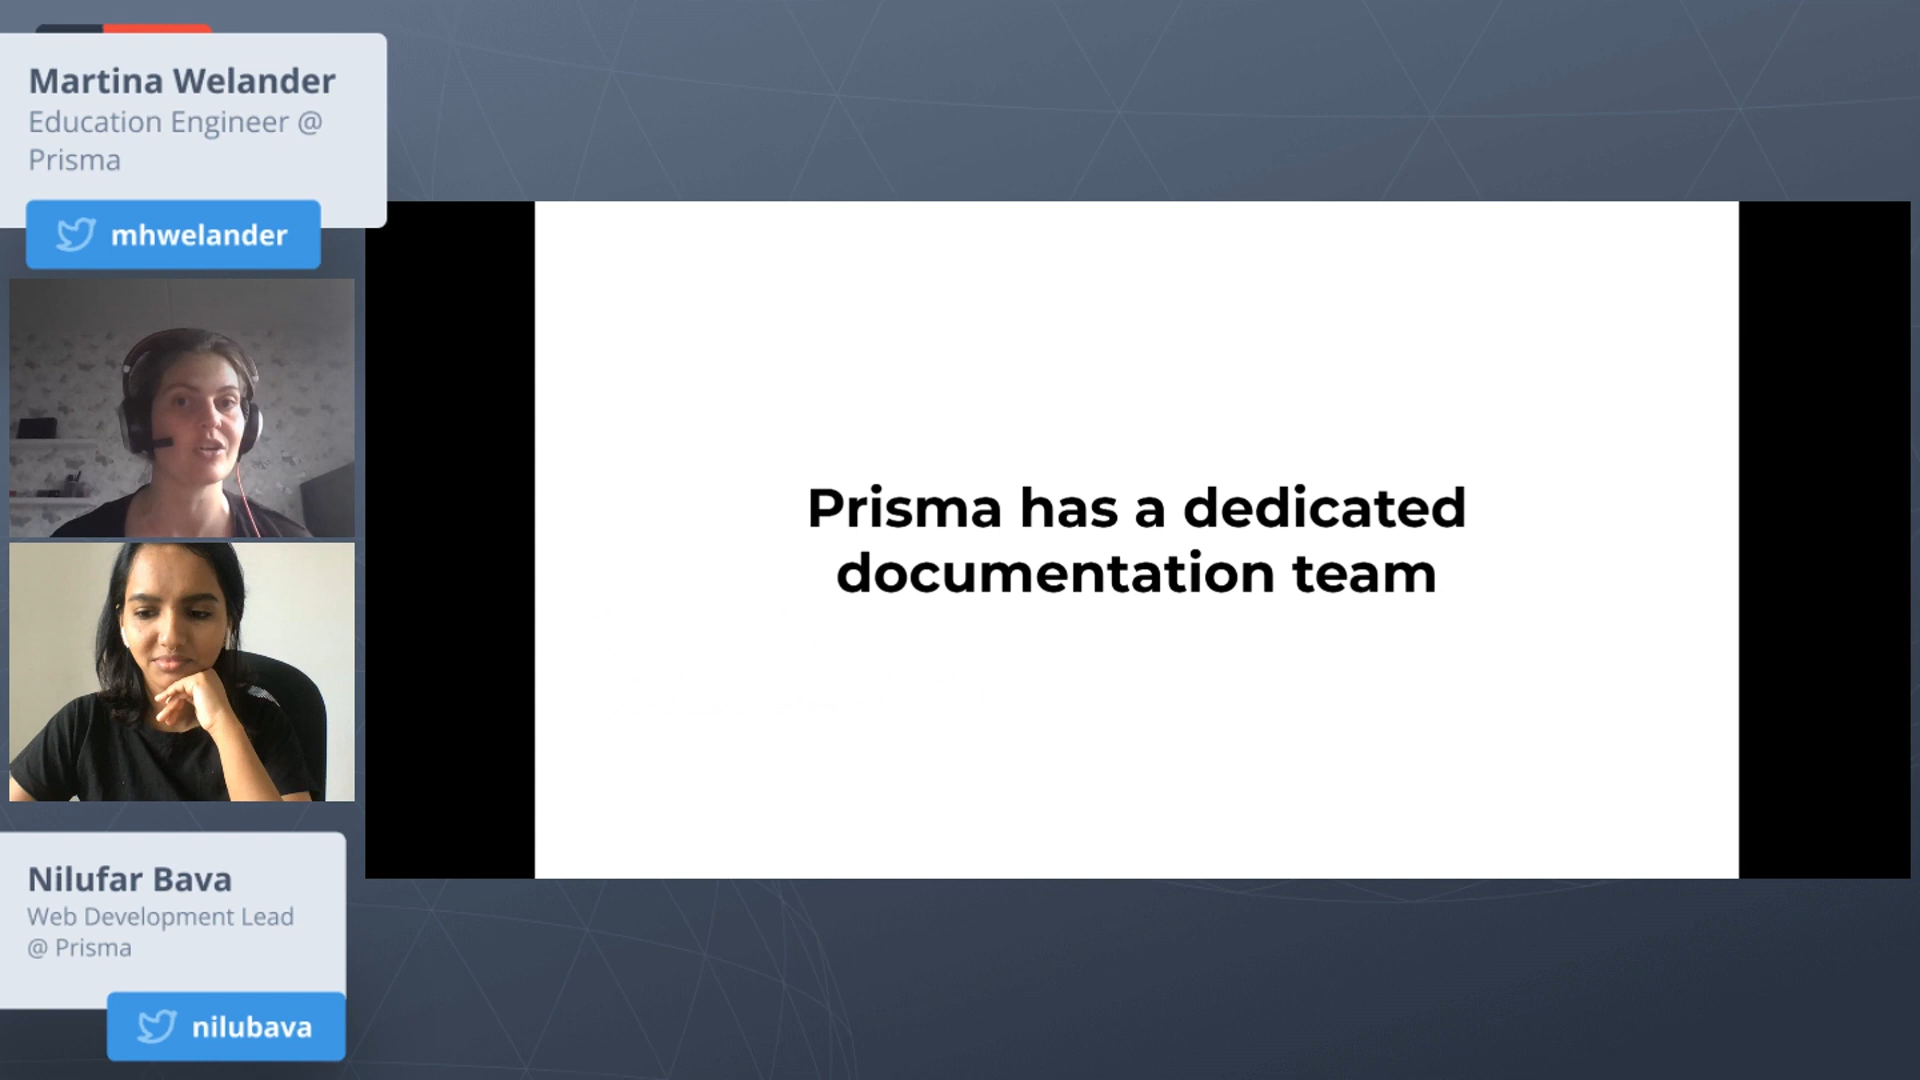 Martina Welander
Education Engineer @
Prisma
mhwelander
Prisma has a dedicated
documentation team
Nilufar Bava
Web Development Lead
@ Prisma
nilubava